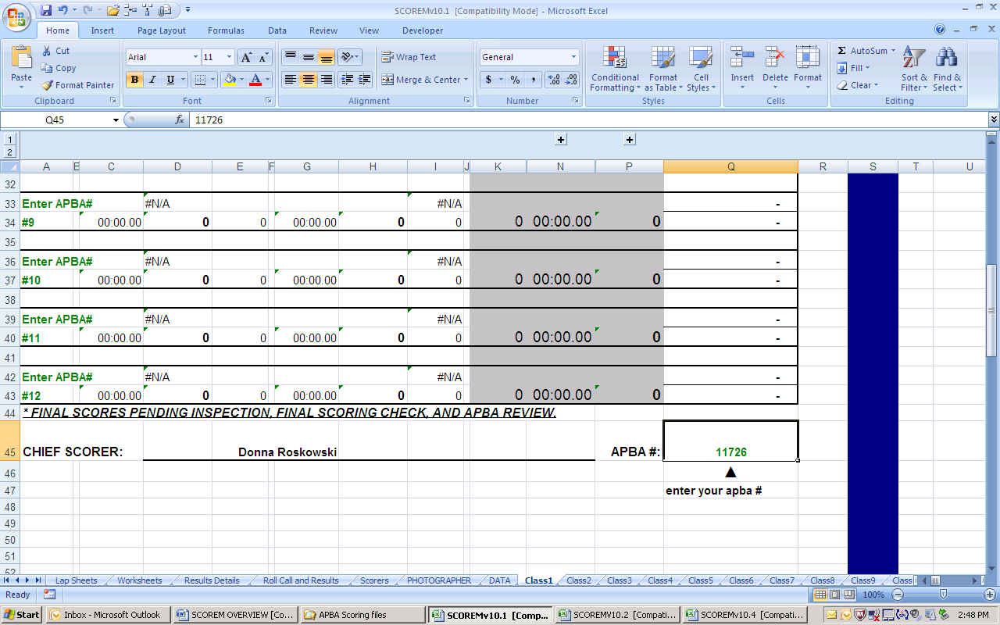 SCOREMv10.1 [Compatibility Mode] - Microsoft Excel
Home Insert Page Layout Formulas Data Review View Developer
Cut
Copy
Format Painter
Paste
Clipboard
Arial 11
B I U
Font
Wrap Text
Merge & Center
Alignment
General
$ % ,
Number
Conditional Formatting
Format as Table
Cell Styles
Styles
Insert Delete Format
Cells
AutoSum
Fill
Clear
Sort & Filter
Find & Select
Editing
Q45 fx 11726
1
2
A B C D E F G H I J K N P Q R S T U
32
33 Enter APBA# #N/A #N/A -
34 #9 00:00.00 0 0 00:00.00 0 0 0 00:00.00 0 -
35
36 Enter APBA# #N/A #N/A -
37 #10 00:00.00 0 0 00:00.00 0 0 0 00:00.00 0 -
38
39 Enter APBA# #N/A #N/A -
40 #11 00:00.00 0 0 00:00.00 0 0 0 00:00.00 0 -
41
42 Enter APBA# #N/A #N/A -
43 #12 00:00.00 0 0 00:00.00 0 0 0 00:00.00 0 -
44 * FINAL SCORES PENDING INSPECTION, FINAL SCORING CHECK, AND APBA REVIEW.
45 CHIEF SCORER: Donna Roskowski APBA #: 11726
46
47 enter your apba #
48
49
50
51
52
Lap Sheets Worksheets Results Details Roll Call and Results Scorers PHOTOGRAPHER DATA Class1 Class2 Class3 Class4 Class5 Class6 Class7 Class8 Class9 Class
Ready 100%
Start Inbox - Microsoft Outlook SCOREM OVERVIEW [Co... APBA Scoring files SCOREMv10.1 [Comp... SCOREMv10.2 [Compati... SCOREMv10.4 [Compati... 2:48 PM